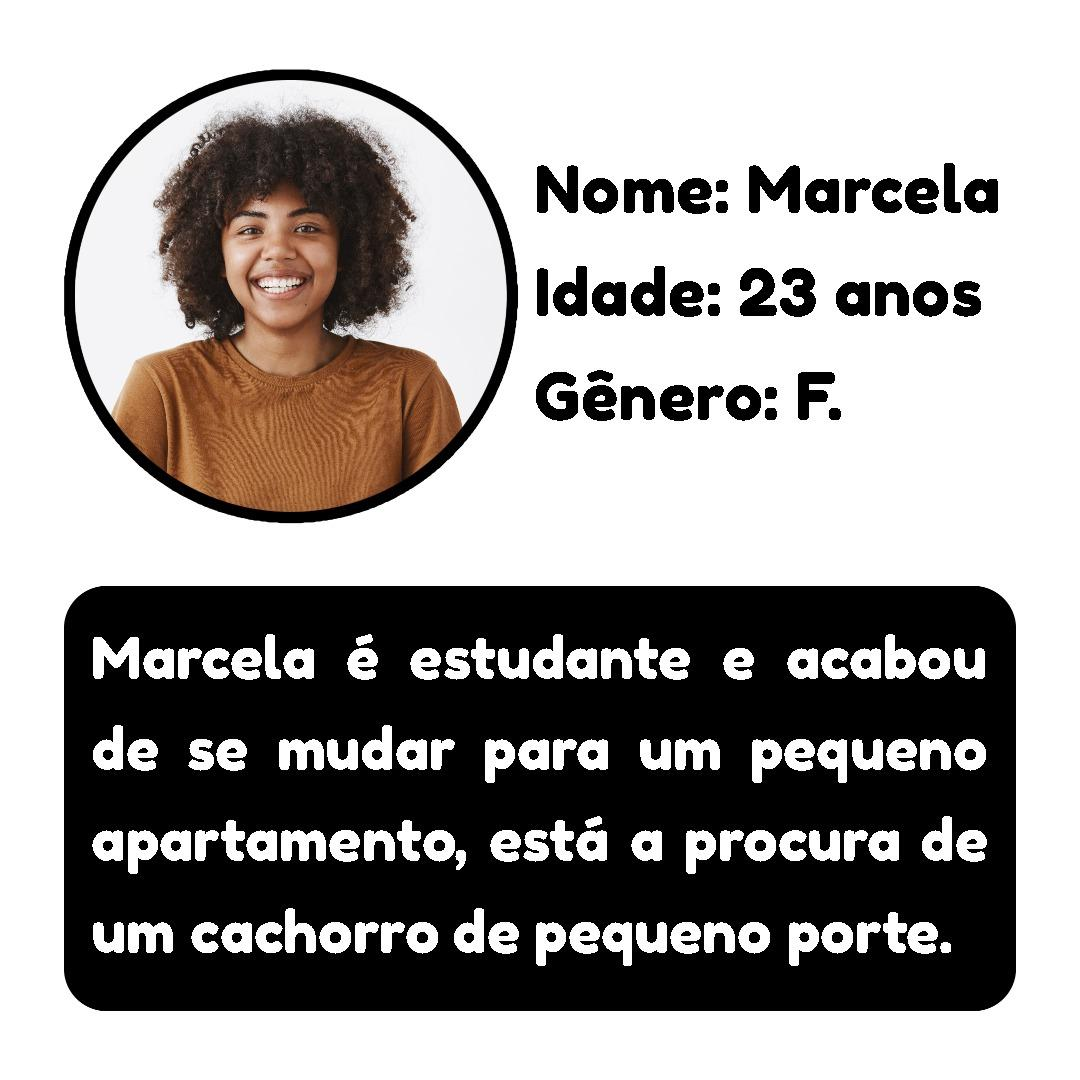 Nome: Marcela
Idade: 23 anos
Gênero: F.
Marcela é estudante e acabou
de se mudar para um pequeno
apartamento, está a procura de
um cachorro de pequeno porte.